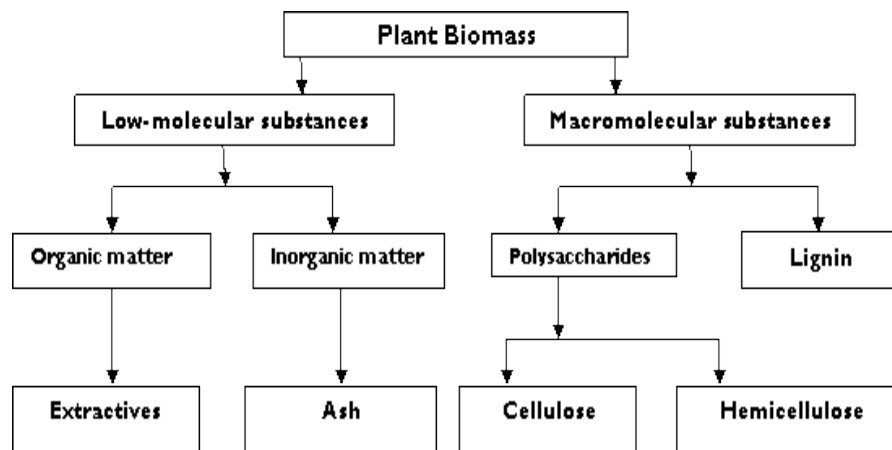 Plant Biomass
Low-molecular substances
Macromolecular substances
Organic matter
Inorganic matter
Polysaccharides
Lignin
Extractives
Ash
Cellulose
Hemicellulose